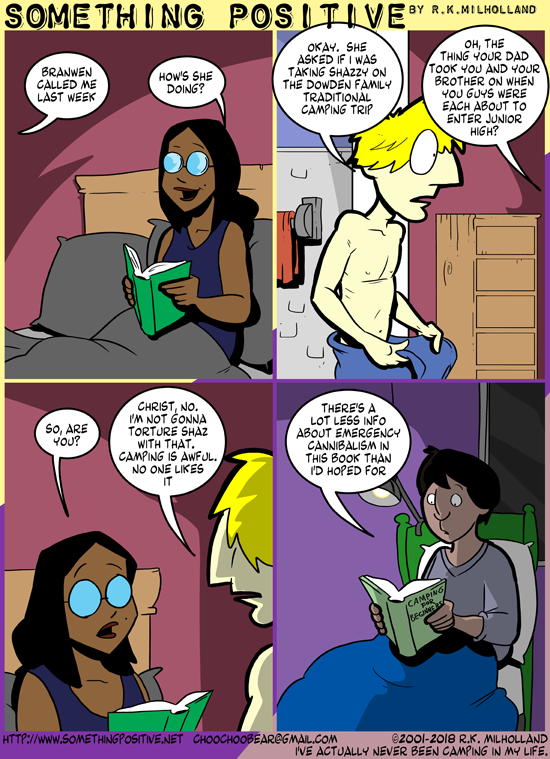 SOMETHING POSITIVE BY R.K.MILHOLLAND
BRANWEN
CALLED ME
LAST WEEK
HOW'S SHE
DOING?
OKAY. SHE
ASKED IF I WAS
TAKING SHAZZY ON
THE DOWDEN FAMILY
TRADITIONAL
CAMPING TRIP
OH, THE
THING YOUR DAD
TOOK YOU AND YOUR
BROTHER ON WHEN
YOU GUYS WERE
EACH ABOUT TO
ENTER JUNIOR
HIGH?
SO, ARE
YOU?
CHRIST, NO.
I'M NOT GONNA
TORTURE SHAZ
WITH THAT.
CAMPING IS AWFUL.
NO ONE LIKES
IT
THERE'S A
LOT LESS INFO
ABOUT EMERGENCY
CANNIBALISM IN
THIS BOOK THAN
I'D HOPED FOR
CAMPING
FOR
BEGINNERS
HTTP://WWW.SOMETHINGPOSITIVE.NET CHOOCHOOBEAR@GMAIL.COM ©2001-2018 R.K. MILHOLLAND
I'VE ACTUALLY NEVER BEEN CAMPING IN MY LIFE.